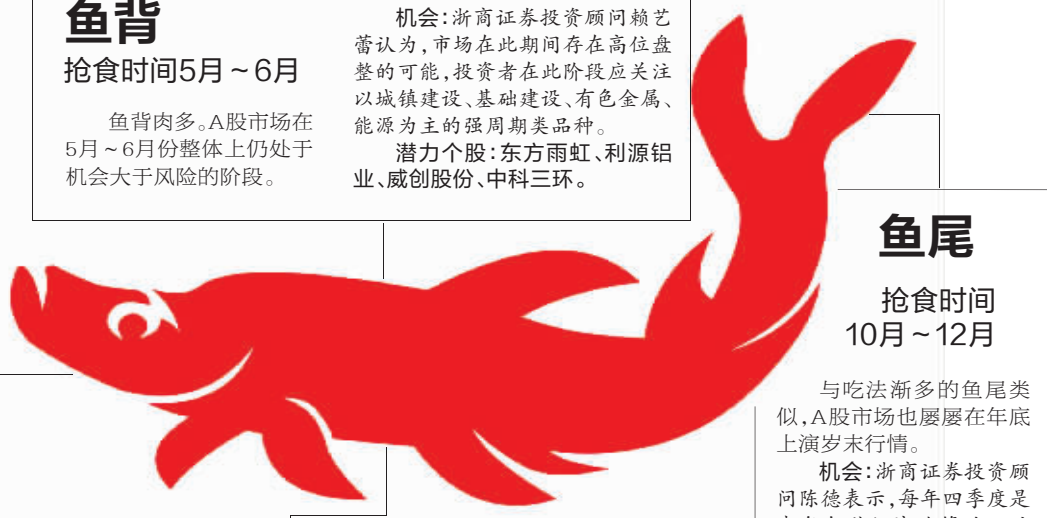 鱼背
抢食时间5月~6月
鱼背肉多。A股市场在
5月~6月份整体上仍处于
机会大于风险的阶段。
机会:浙商证券投资顾问赖艺
蕾认为,市场在此期间存在高位盘
整的可能,投资者在此阶段应关注
以城镇建设、基础建设、有色金属、
能源为主的强周期类品种。
潜力个股:东方雨虹、利源铝
业、威创股份、中科三环。
鱼尾
抢食时间
10月~12月
与吃法渐多的鱼尾类
似,A股市场也屡屡在年底
上演岁末行情。
机会:浙商证券投资顾
问陈德表示,每年四季度是